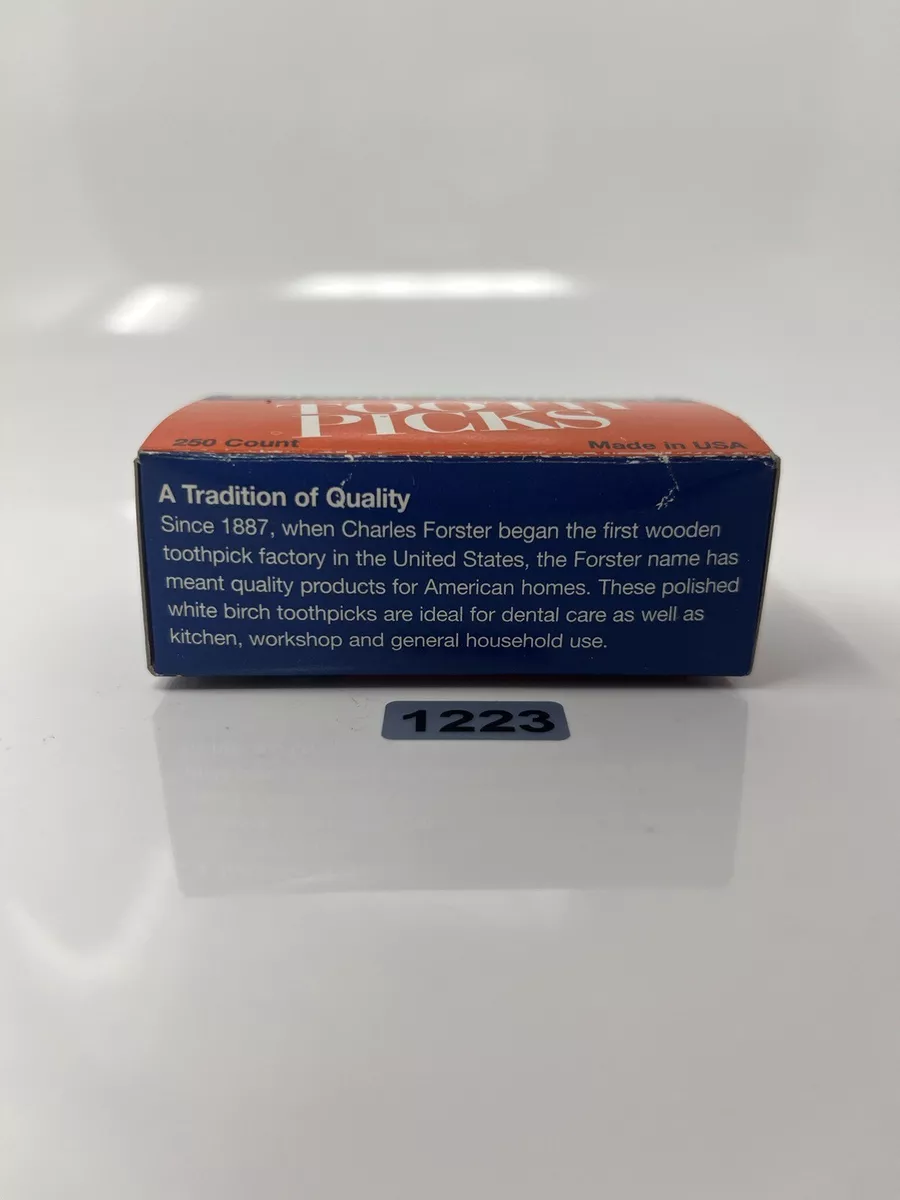 TOOTH
PICKS
250 Count Made in USA
A Tradition of Quality
Since 1887, when Charles Forster began the first wooden
toothpick factory in the United States, the Forster name has
meant quality products for American homes. These polished
white birch toothpicks are ideal for dental care as well as
kitchen, workshop and general household use.
1223